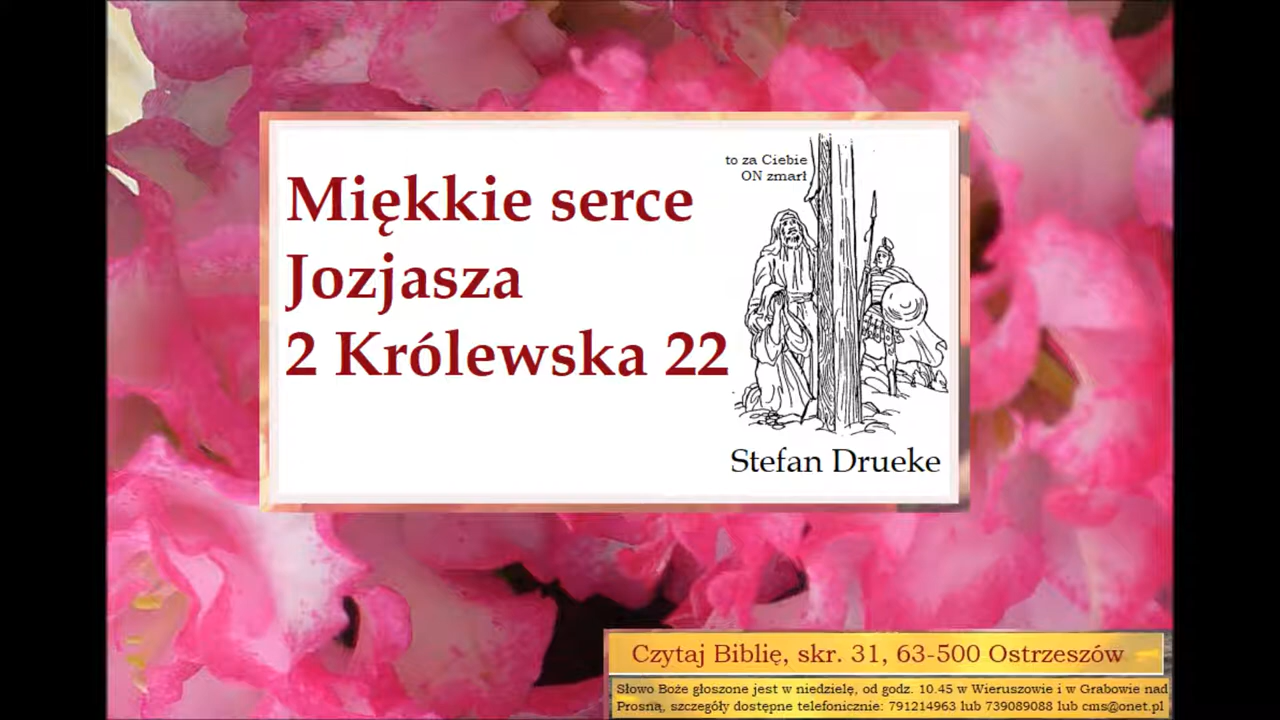 to za Ciebie
ON zmarł
Miękkie serce
Jozjasza
2 Królewska 22
Stefan Drueke
Czytaj Biblię, skr. 31, 63-500 Ostrzeszów
Słowo Boże głoszone jest w niedzielę, od godz. 10.45 w Wieruszowie i w Grabowie nad
Prosną, szczegóły dostępne telefonicznie: 791214963 lub 739089088 lub cms@onet.pl